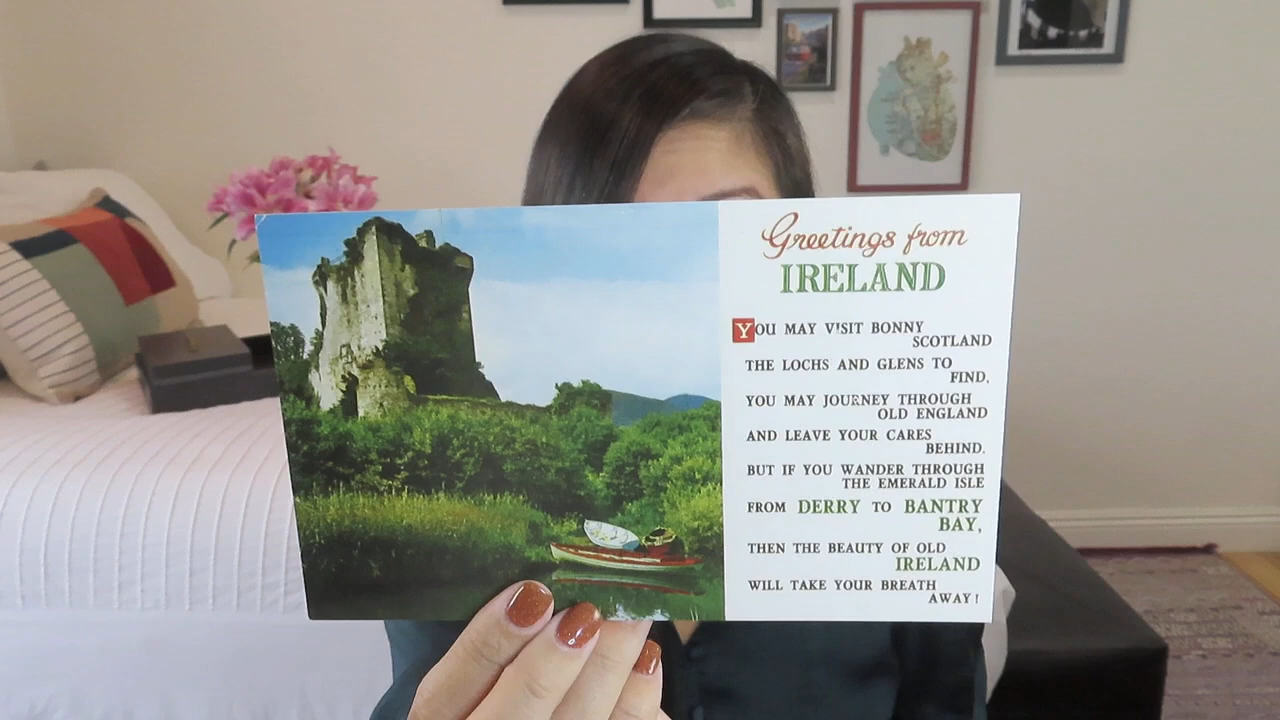 Greetings from
IRELAND
YOU MAY VISIT BONNY
SCOTLAND
THE LOCHS AND GLENS TO
FIND,
YOU MAY JOURNEY THROUGH
OLD ENGLAND
AND LEAVE YOUR CARES
BEHIND.
BUT IF YOU WANDER THROUGH
THE EMERALD ISLE
FROM DERRY TO BANTRY
BAY,
THEN THE BEAUTY OF OLD
IRELAND
WILL TAKE YOUR BREATH
AWAY!